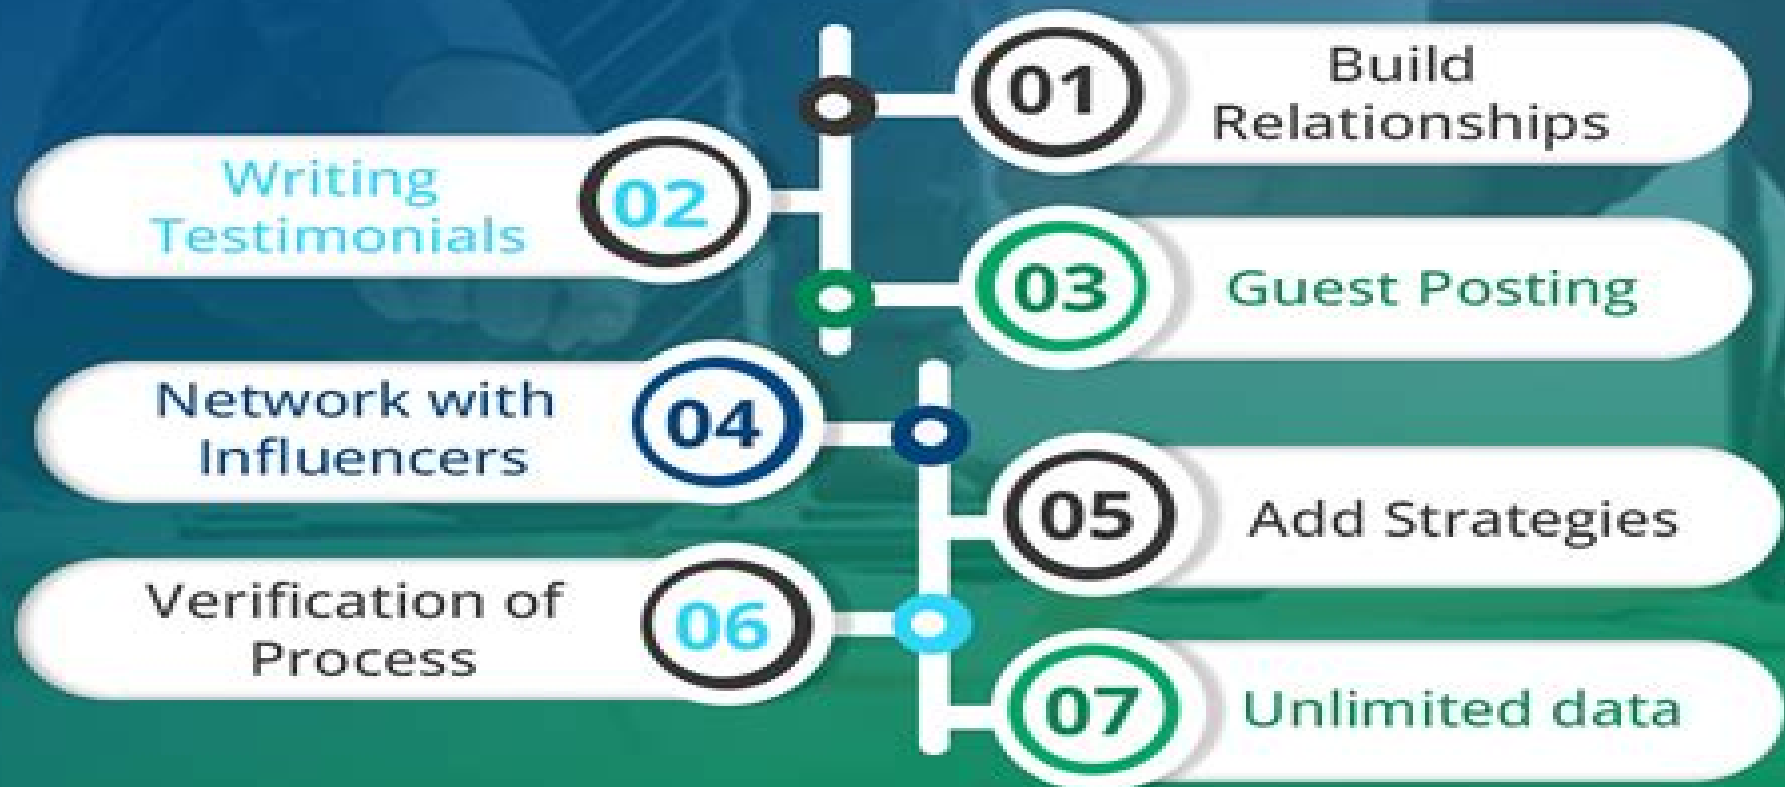 01
Build
Relationships
02
Writing
Testimonials
03
Guest Posting
04
Network with
Influencers
05
Add Strategies
06
Verification of
Process
07
Unlimited data